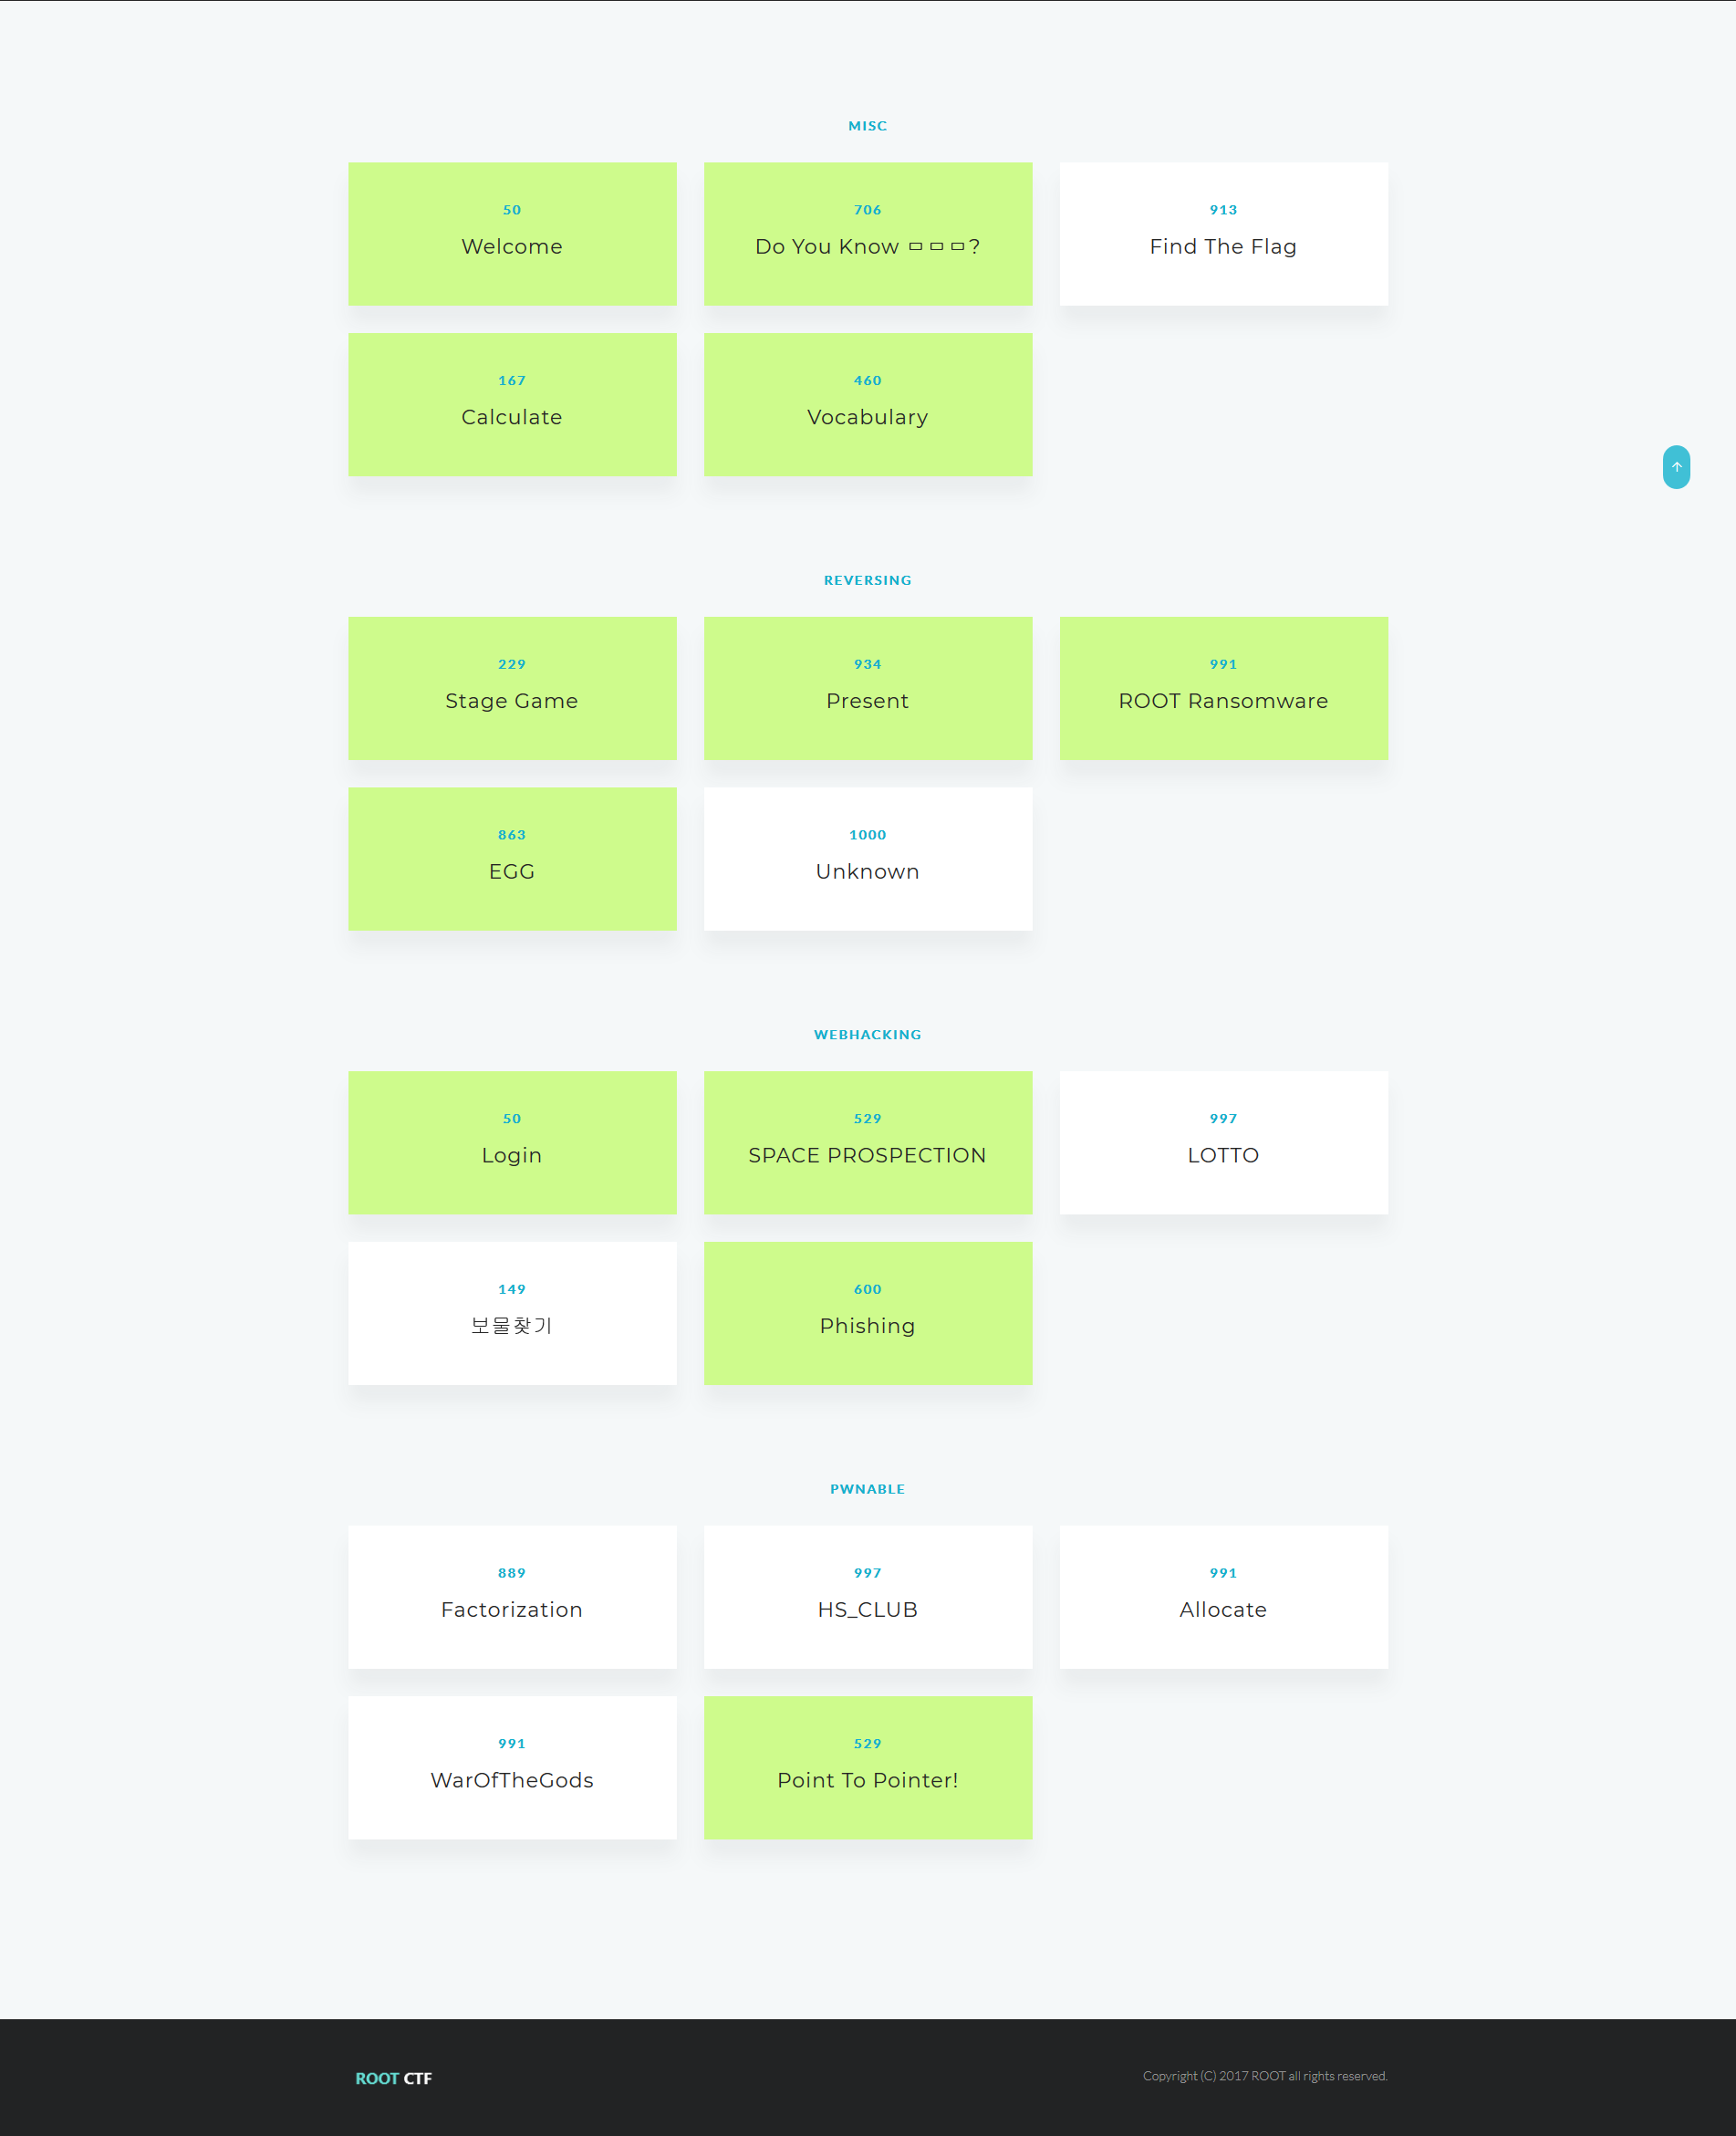 MISC
50
Welcome
706
Do You Know ㅁㅁㅁ?
913
Find The Flag
167
Calculate
460
Vocabulary
REVERSING
229
Stage Game
934
Present
991
ROOT Ransomware
863
EGG
1000
Unknown
WEBHACKING
50
Login
529
SPACE PROSPECTION
997
LOTTO
149
보물찾기
600
Phishing
PWNABLE
889
Factorization
997
HS_CLUB
991
Allocate
991
WarOfTheGods
529
Point To Pointer!
ROOT CTF
Copyright (C) 2017 ROOT all rights reserved.